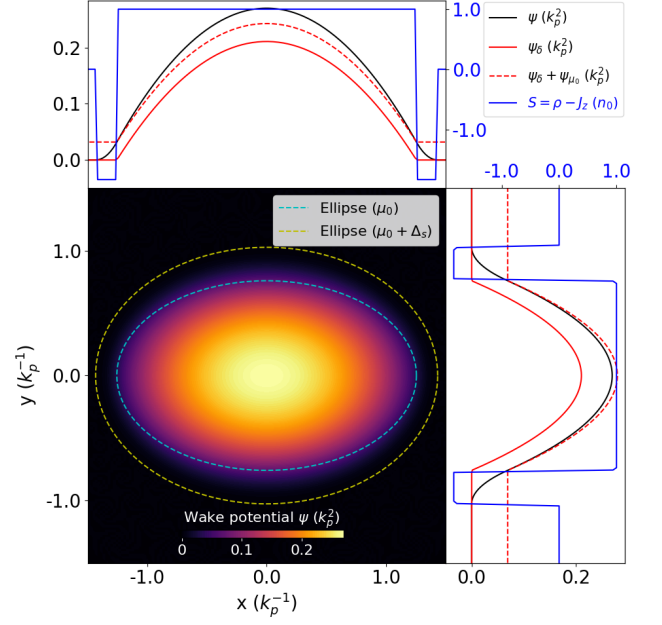 1.0
0.0
-1.0
0.2
0.1
0.0
ψ (k_p^2)
ψ_δ (k_p^2)
ψ_δ + ψ_{μ_0} (k_p^2)
S = ρ − J_z (n_0)
-1.0 0.0 1.0
Ellipse (μ_0)
Ellipse (μ_0 + Δ_s)
1.0
0.0
-1.0
y (k_p^{-1})
Wake potential ψ (k_p^2)
0 0.1 0.2
-1.0 0.0 1.0
x (k_p^{-1})
0.0 0.2